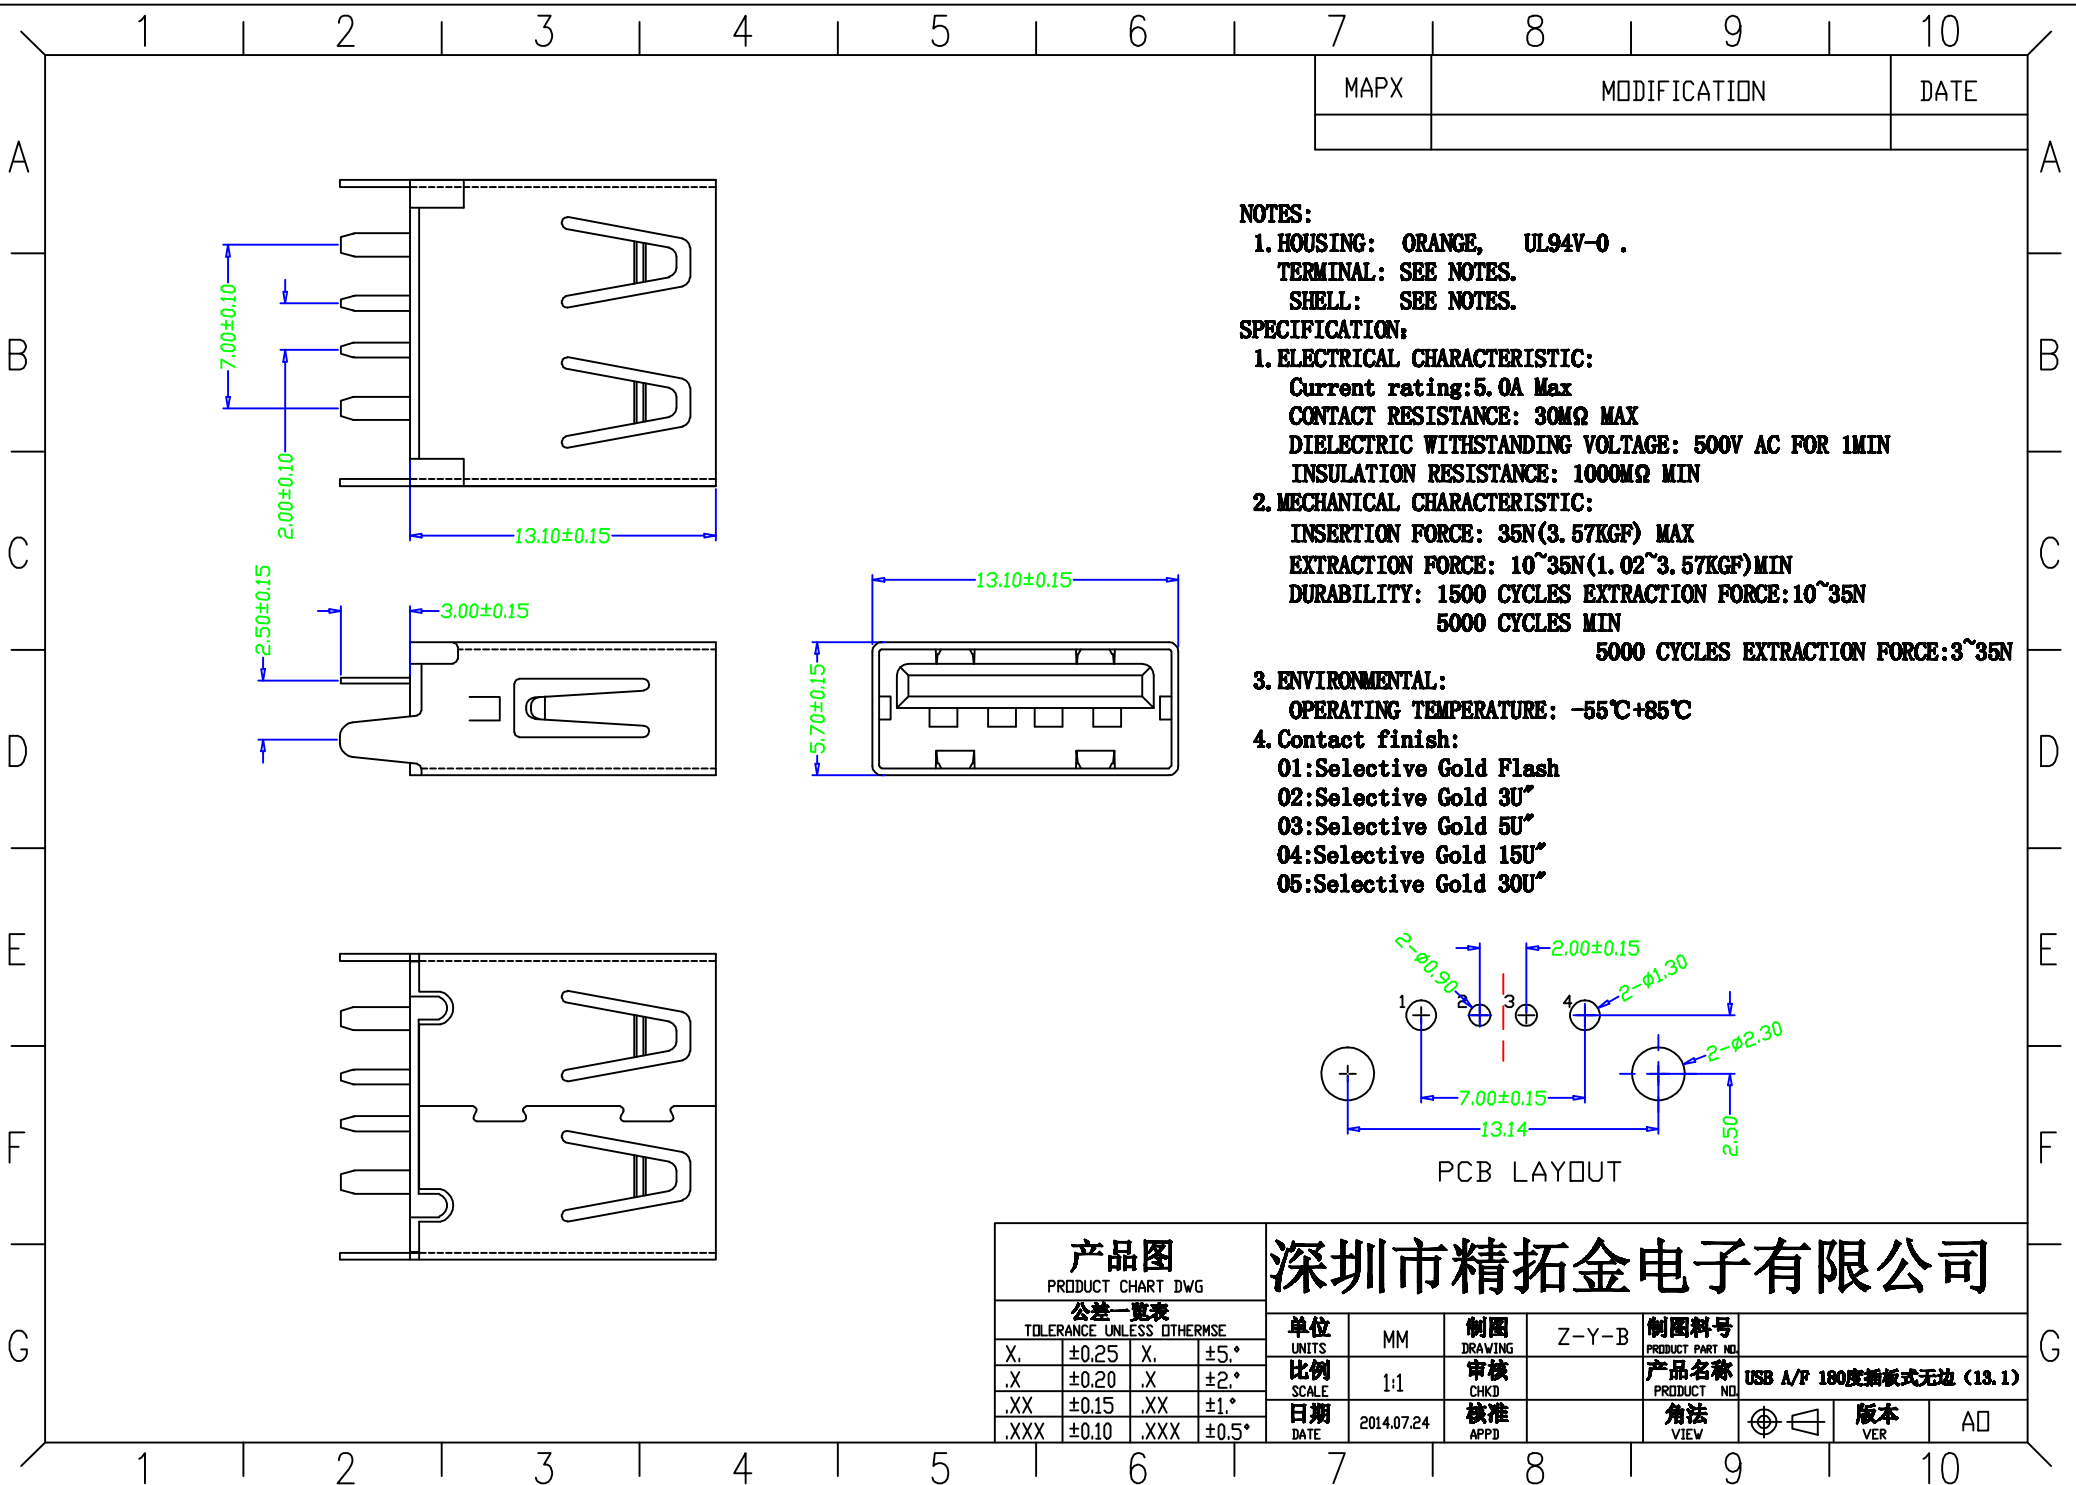 1 2 3 4 5 6 7 8 9 10
MAPX MODIFICATION DATE
A A
B B
C C
D D
E E
F F
G G
7.00±0.10
2.00±0.10
13.10±0.15
2.50±0.15
3.00±0.15
13.10±0.15
5.70±0.15
NOTES:
1.HOUSING: ORANGE, UL94V-0 .
TERMINAL: SEE NOTES.
SHELL: SEE NOTES.
SPECIFICATION:
1.ELECTRICAL CHARACTERISTIC:
Current rating:5.0A Max
CONTACT RESISTANCE: 30MΩ MAX
DIELECTRIC WITHSTANDING VOLTAGE: 500V AC FOR 1MIN
INSULATION RESISTANCE: 1000MΩ MIN
2.MECHANICAL CHARACTERISTIC:
INSERTION FORCE: 35N(3.57KGF) MAX
EXTRACTION FORCE: 10~35N(1.02~3.57KGF)MIN
DURABILITY: 1500 CYCLES EXTRACTION FORCE:10~35N
5000 CYCLES MIN
5000 CYCLES EXTRACTION FORCE:3~35N
3.ENVIRONMENTAL:
OPERATING TEMPERATURE: -55℃+85℃
4.Contact finish:
01:Selective Gold Flash
02:Selective Gold 3U"
03:Selective Gold 5U"
04:Selective Gold 15U"
05:Selective Gold 30U"
2-ø0.90
2.00±0.15
2-ø1.30
1 2 3 4
2-ø2.30
7.00±0.15
13.14
2.50
PCB LAYOUT
产品图
PRODUCT CHART DWG
公差一览表
TOLERANCE UNLESS OTHERMSE
X. ±0.25 X. ±5.°
.X ±0.20 .X ±2.°
.XX ±0.15 .XX ±1.°
.XXX ±0.10 .XXX ±0.5°
深圳市精拓金电子有限公司
单位 UNITS MM 制图 DRAWING Z-Y-B 制图料号 PRODUCT PART NO.
比例 SCALE 1:1 审核 CHKD 产品名称 PRODUCT NO. USB A/F 180度插板式无边（13.1）
日期 DATE 2014.07.24 核准 APPD 角法 VIEW 版本 VER AO
1 2 3 4 5 6 7 8 9 10